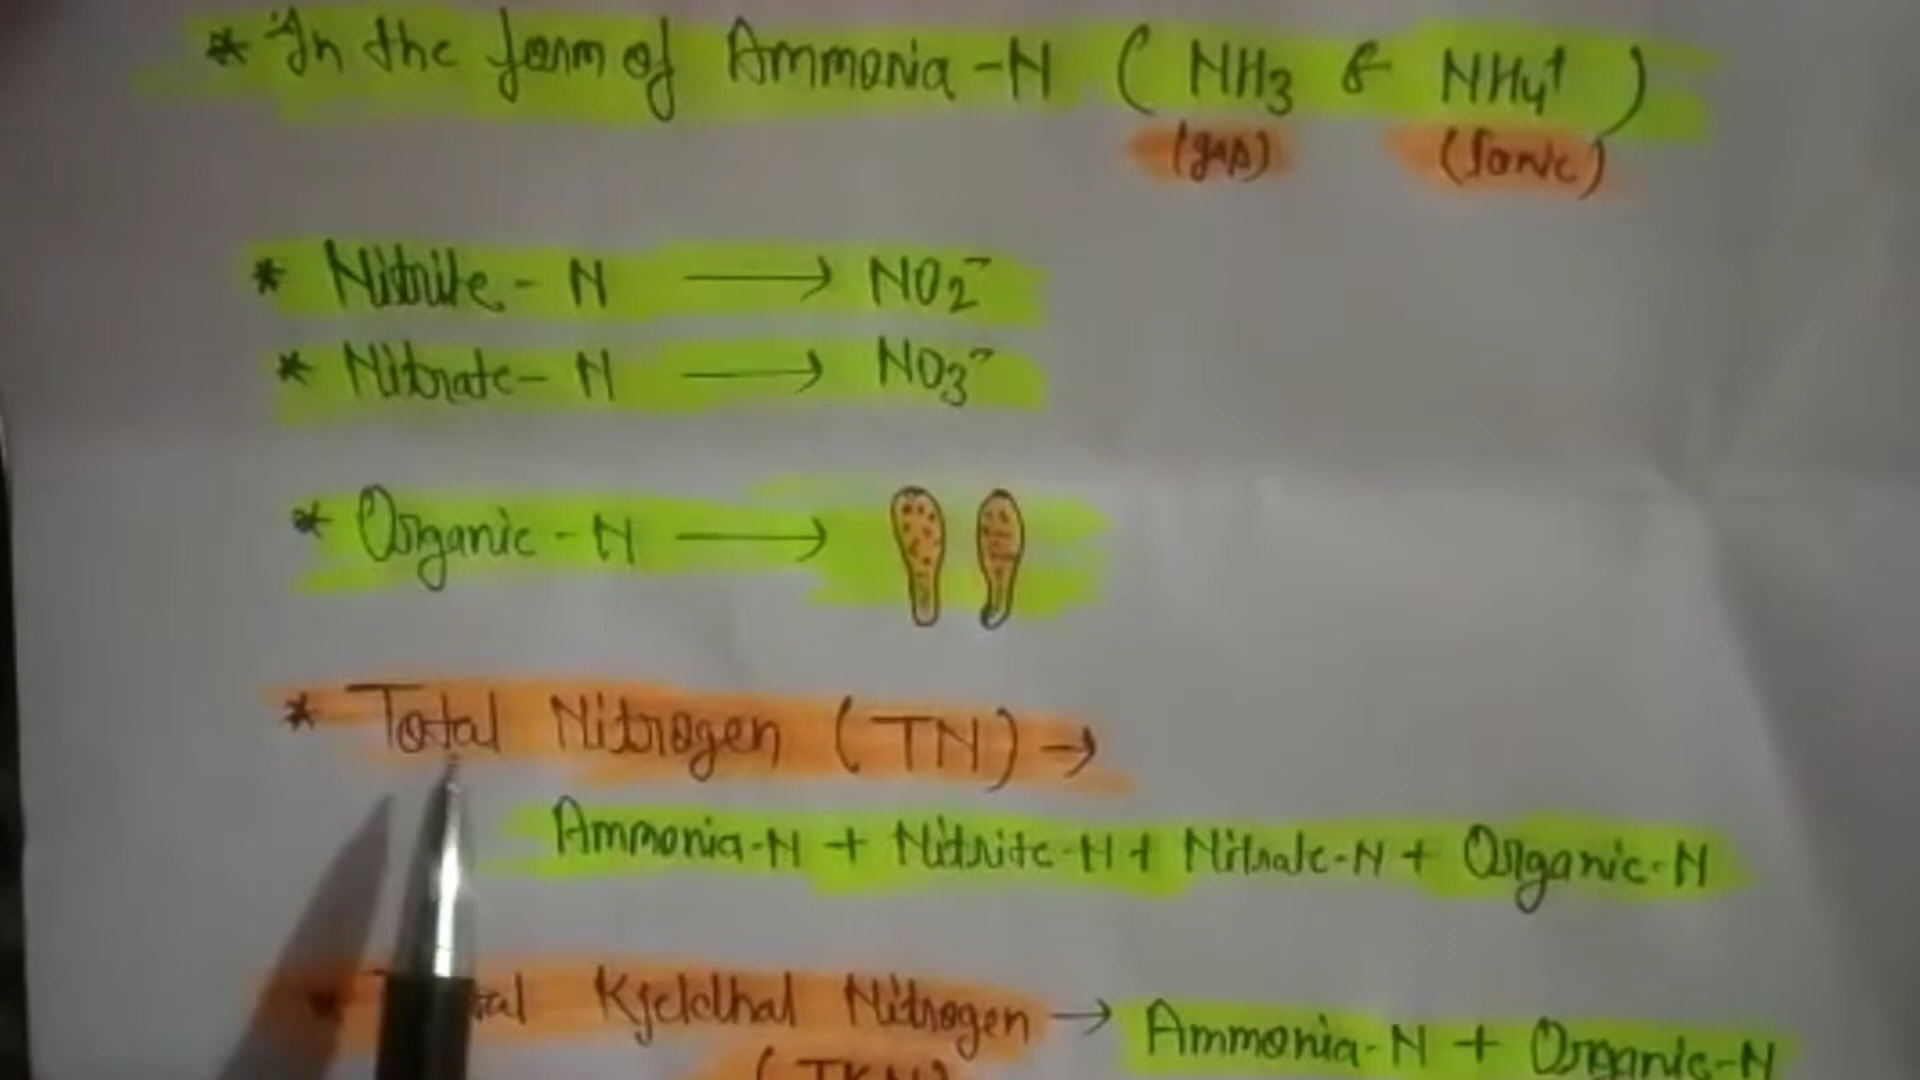 * In the form of Ammonia-N ( NH3 & NH4+ )
(gas) (Ionic)
* Nitrite-N → NO2-
* Nitrate-N → NO3-
* Organic-N →
* Total Nitrogen (TN) →
Ammonia-N + Nitrite-N + Nitrate-N + Organic-N
Kjeldhal Nitrogen → Ammonia-N + Organic-N
(TKN)